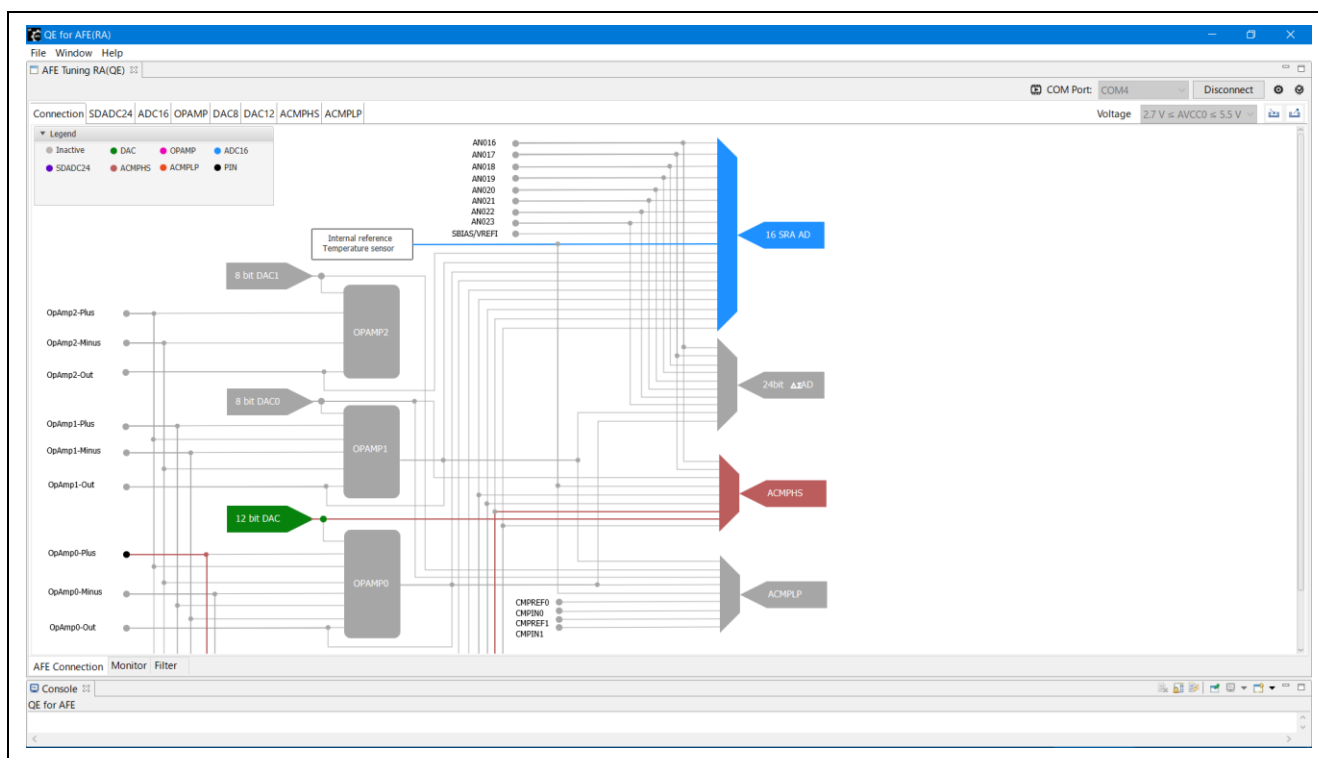 QE for AFE(RA)
File Window Help
AFE Tuning RA(QE)
COM Port: COM4 Disconnect
Connection SDADC24 ADC16 OPAMP DAC8 DAC12 ACMPHS ACMPLP Voltage 2.7 V ≤ AVCC0 ≤ 5.5 V
Legend
Inactive DAC OPAMP ADC16
SDADC24 ACMPHS ACMPLP PIN
AN016
AN017
AN018
AN019
AN020
AN021
AN022
AN023
SBIAS/VREFI
16 SRA AD
Internal reference
Temperature sensor
8 bit DAC1
OpAmp2-Plus
OPAMP2
OpAmp2-Minus
OpAmp2-Out
24bit ΔΣAD
8 bit DAC0
OpAmp1-Plus
OpAmp1-Minus
OPAMP1
OpAmp1-Out
ACMPHS
12 bit DAC
OpAmp0-Plus
OPAMP0
OpAmp0-Minus
ACMPLP
CMPREF0
CMPIN0
CMPREF1
CMPIN1
OpAmp0-Out
AFE Connection Monitor Filter
Console
QE for AFE